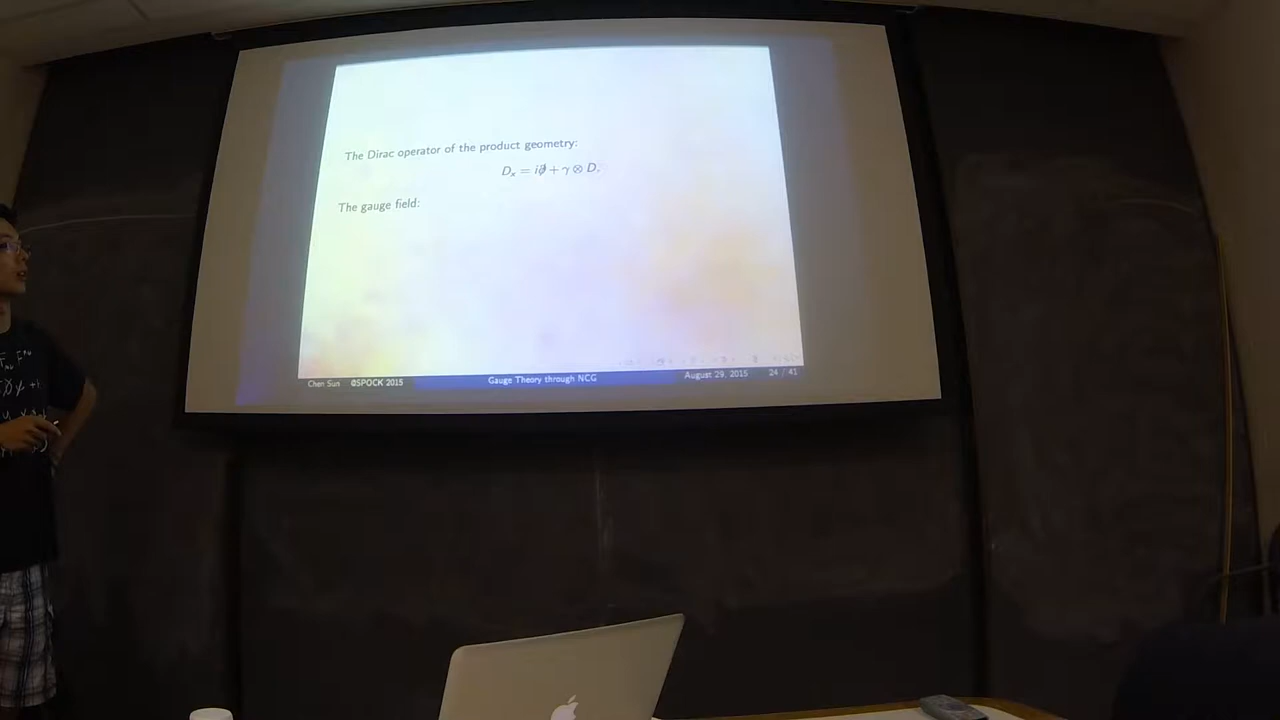 The Dirac operator of the product geometry:
Dₓ = i∂̸ + γ ⊗ D.
The gauge field:
Chen Sun @SPOCK 2015 Gauge Theory through NCG August 29, 2015 24 / 41